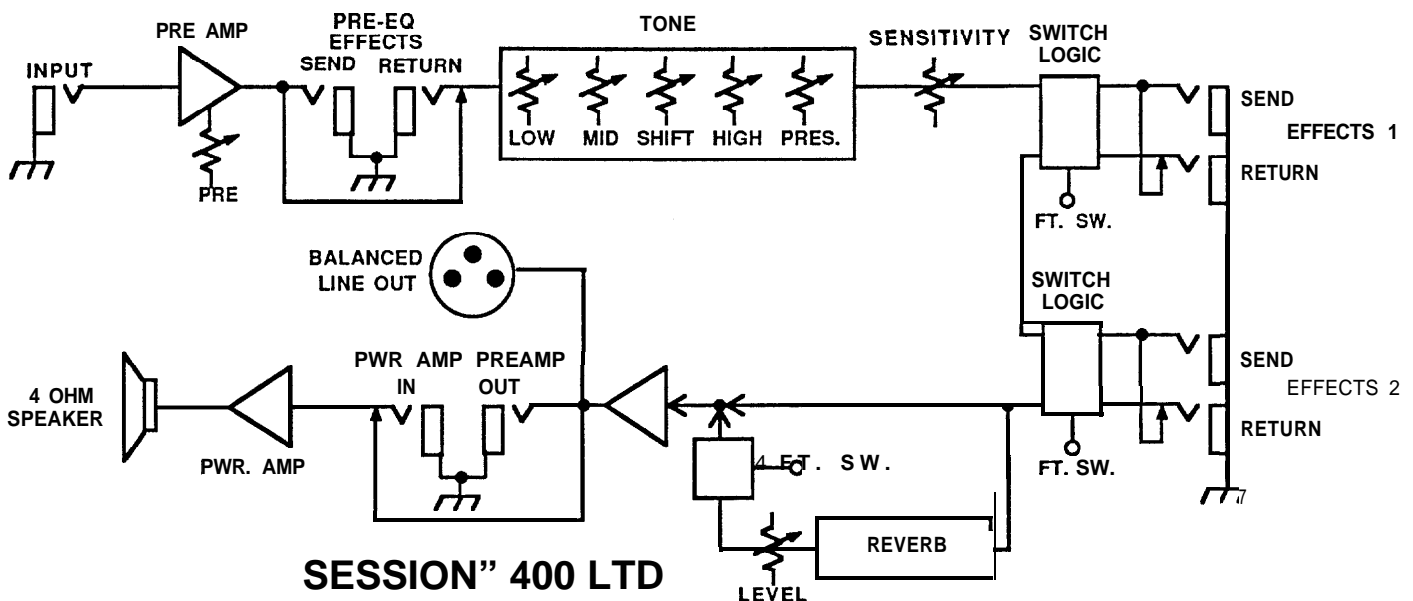 INPUT
PRE AMP
PRE
PRE-EQ
EFFECTS
SEND RETURN
TONE
LOW MID SHIFT HIGH PRES.
SENSITIVITY
SWITCH
LOGIC
FT. SW.
SEND
EFFECTS 1
RETURN
BALANCED
LINE OUT
SWITCH
LOGIC
FT. SW.
SEND
EFFECTS 2
RETURN
4 OHM
SPEAKER
PWR. AMP
PWR AMP
IN
PREAMP
OUT
FT. SW.
REVERB
LEVEL
SESSION” 400 LTD